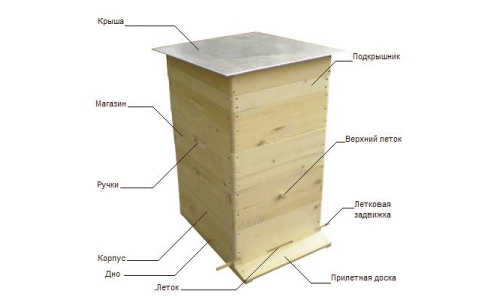 Крыша
Подкрышник
Магазин
Верхний леток
Ручки
Летковая
задвижка
Корпус
Дно
Леток
Прилетная доска